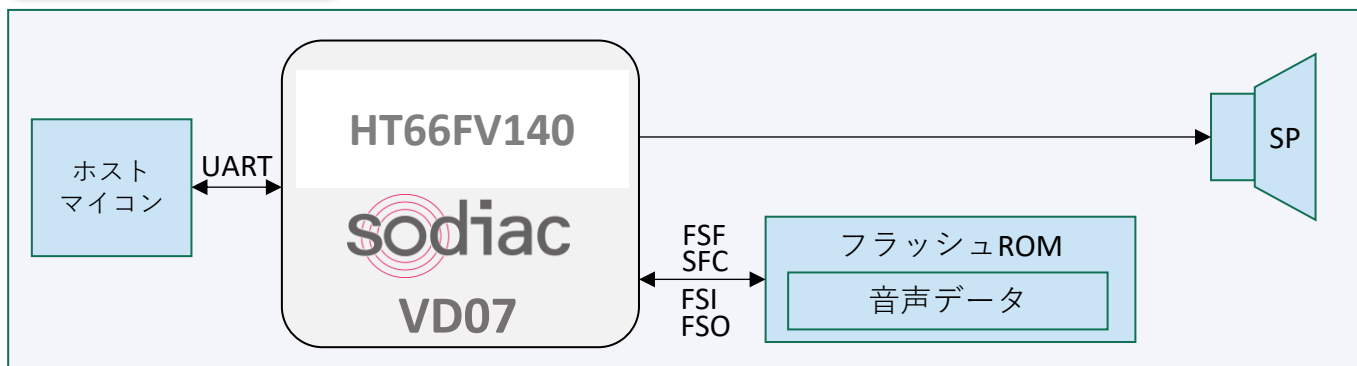 ホスト
マイコン
UART
HT66FV140
sodiac
VD07
FSF
SFC
FSI
FSO
フラッシュROM
音声データ
SP